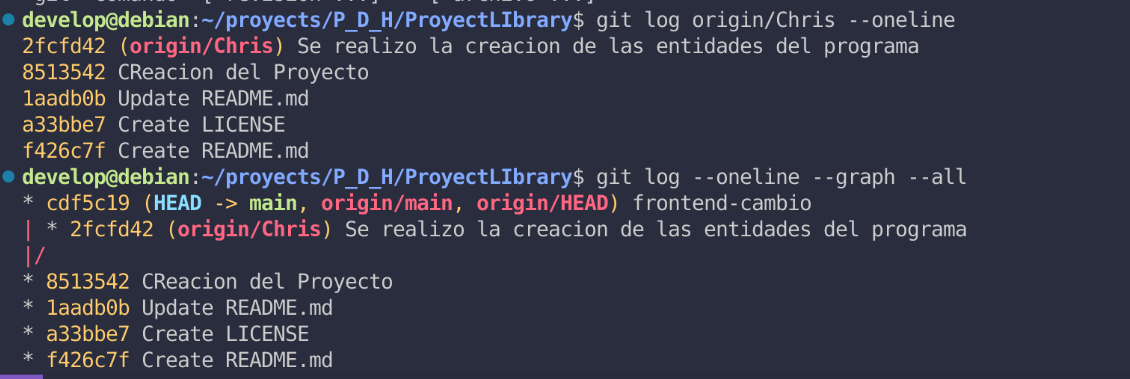 develop@debian:~/proyects/P_D_H/ProyectLIbrary$ git log origin/Chris --oneline
2fcfd42 (origin/Chris) Se realizo la creacion de las entidades del programa
8513542 CReacion del Proyecto
1aadb0b Update README.md
a33bbe7 Create LICENSE
f426c7f Create README.md
develop@debian:~/proyects/P_D_H/ProyectLIbrary$ git log --oneline --graph --all
* cdf5c19 (HEAD -> main, origin/main, origin/HEAD) frontend-cambio
| * 2fcfd42 (origin/Chris) Se realizo la creacion de las entidades del programa
|/
* 8513542 CReacion del Proyecto
* 1aadb0b Update README.md
* a33bbe7 Create LICENSE
* f426c7f Create README.md